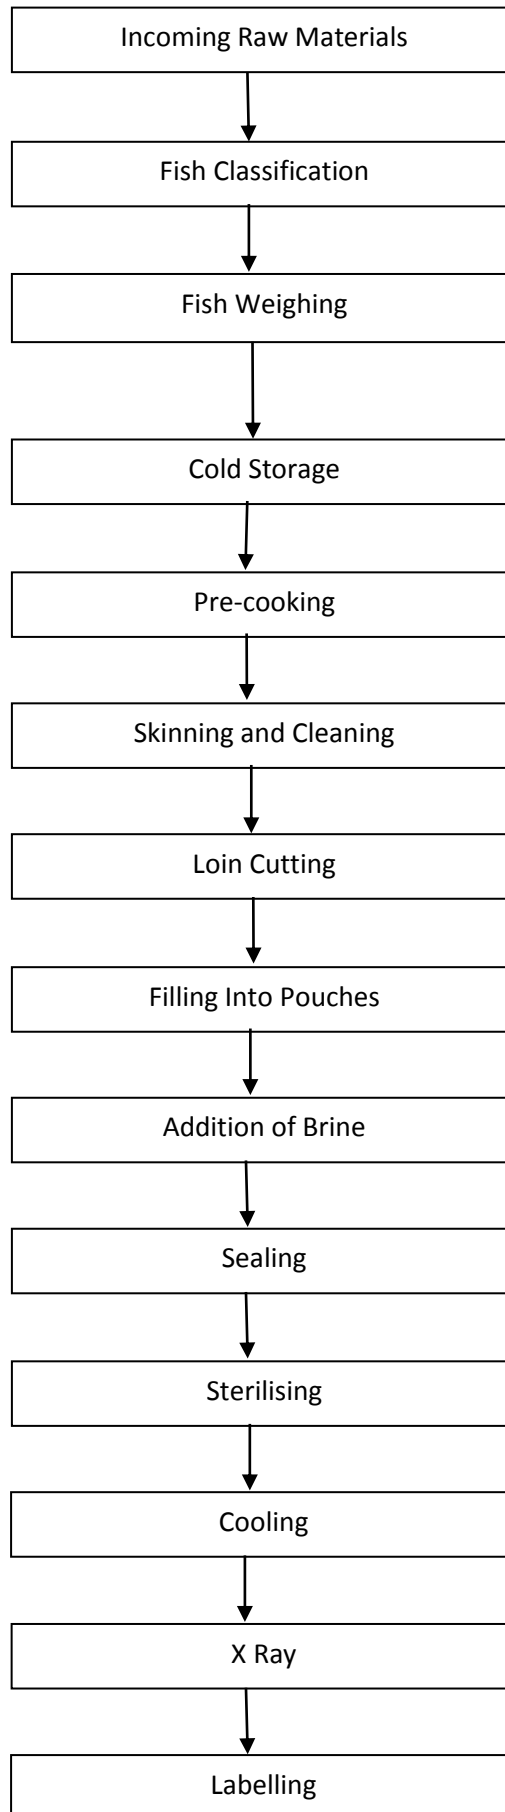 Incoming Raw Materials
Fish Classification
Fish Weighing
Cold Storage
Pre-cooking
Skinning and Cleaning
Loin Cutting
Filling Into Pouches
Addition of Brine
Sealing
Sterilising
Cooling
X Ray
Labelling